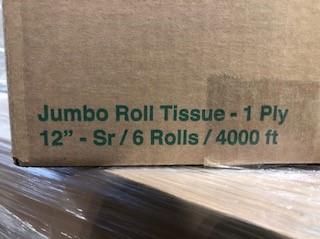 Jumbo Roll Tissue - 1 Ply
12” - Sr / 6 Rolls / 4000 ft